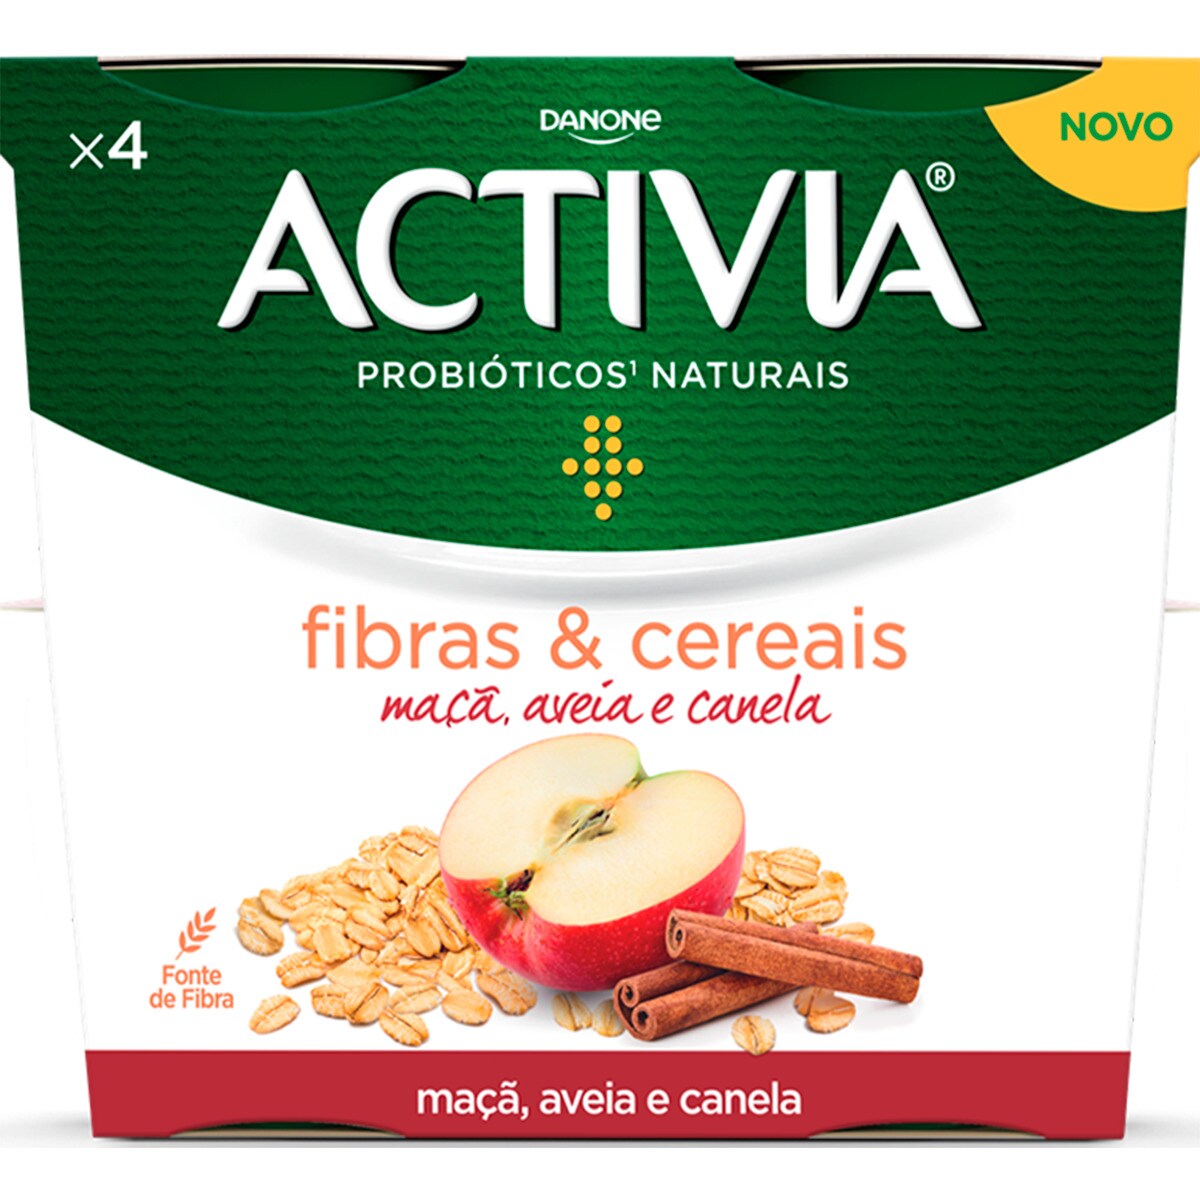 x4
DANONE
NOVO
ACTIVIA®
PROBIÓTICOS¹ NATURAIS
fibras & cereais
maçã, aveia e canela
Fonte
de Fibra
maçã, aveia e canela